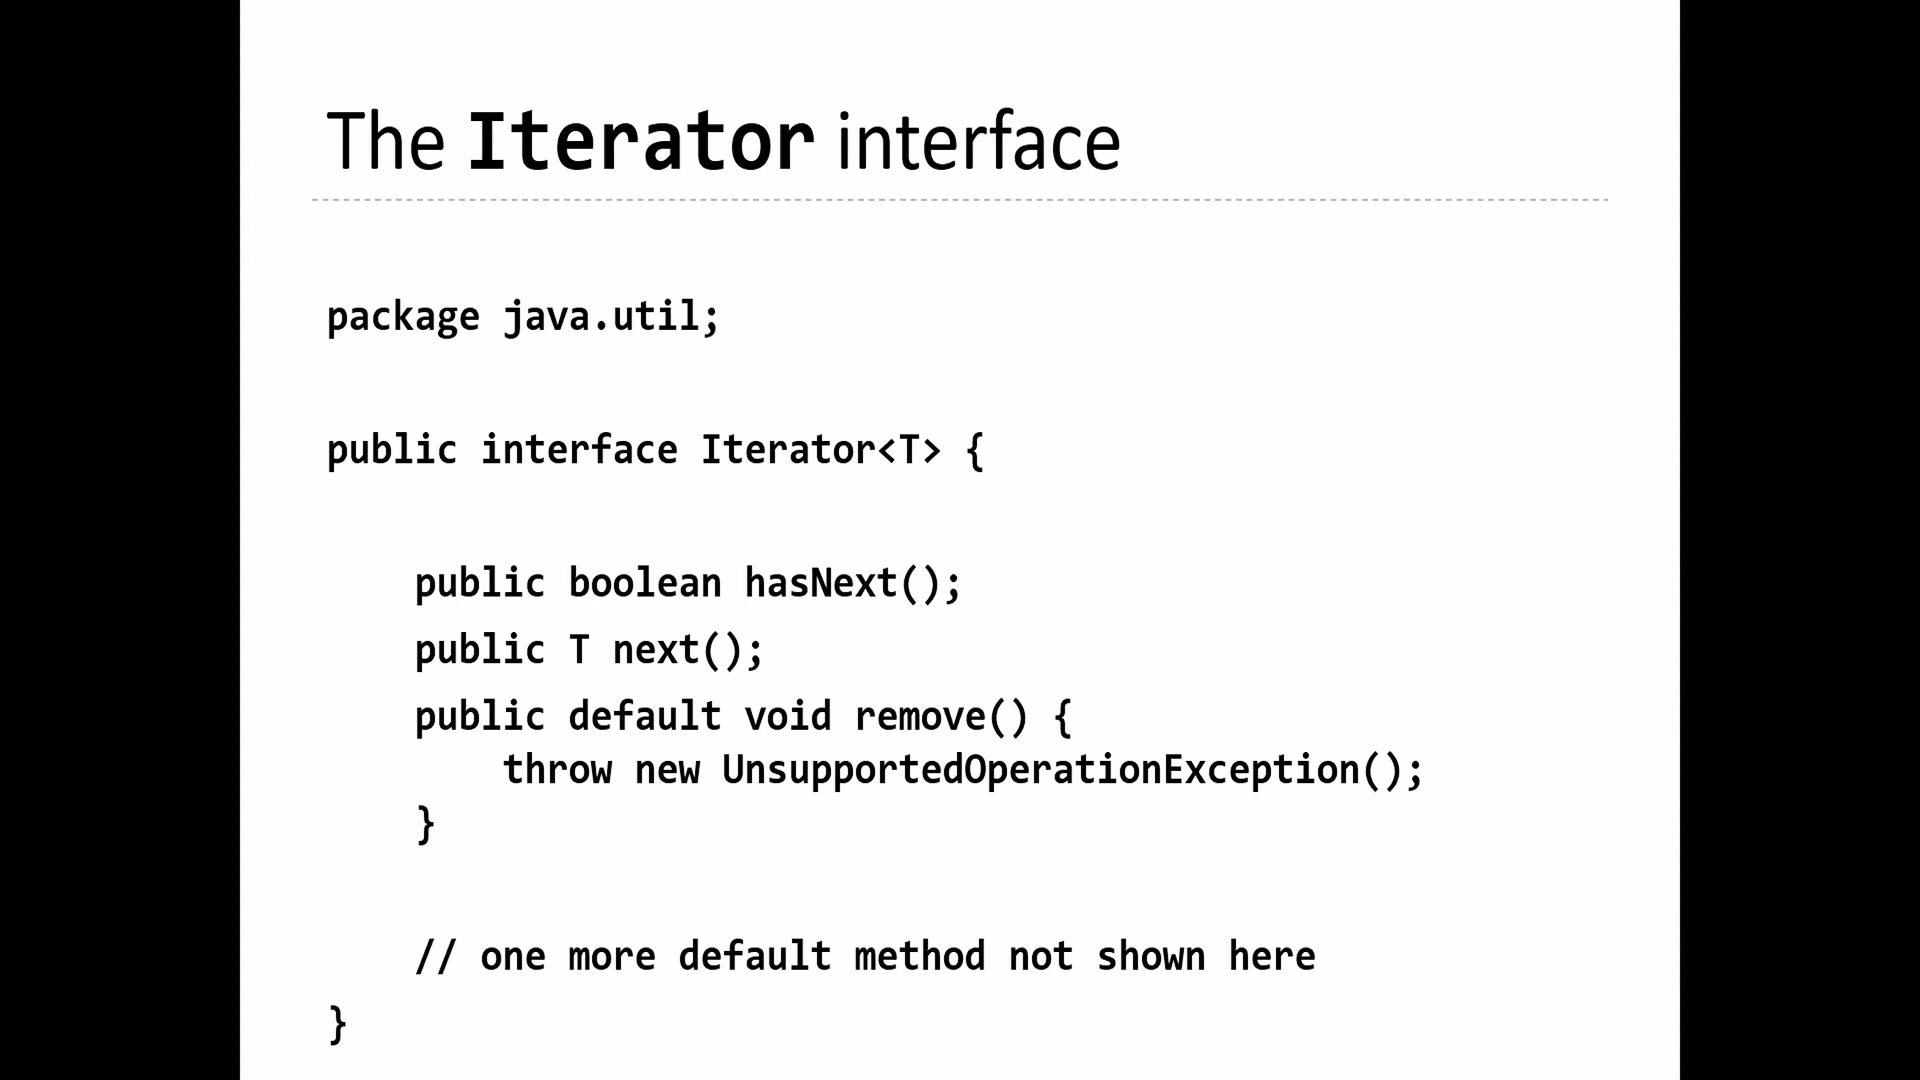 The Iterator interface
package java.util;
public interface Iterator<T> {
public boolean hasNext();
public T next();
public default void remove() {
throw new UnsupportedOperationException();
}
// one more default method not shown here
}